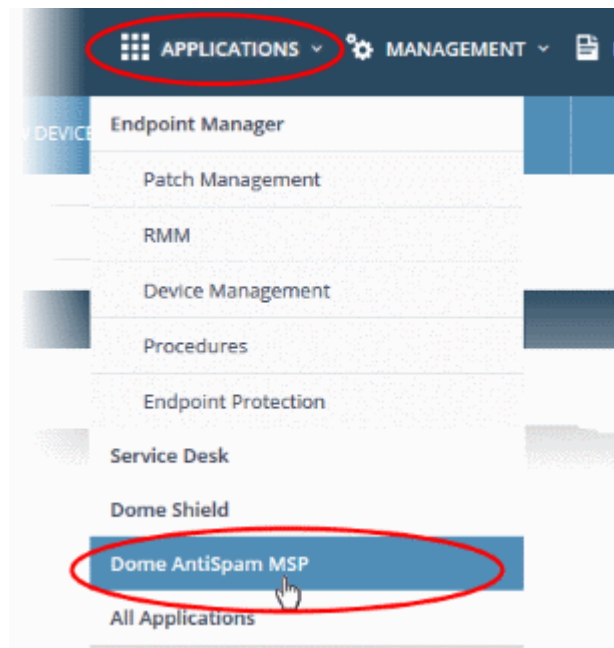 APPLICATIONS MANAGEMENT
DEVICE
Endpoint Manager
Patch Management
RMM
Device Management
Procedures
Endpoint Protection
Service Desk
Dome Shield
Dome AntiSpam MSP
All Applications